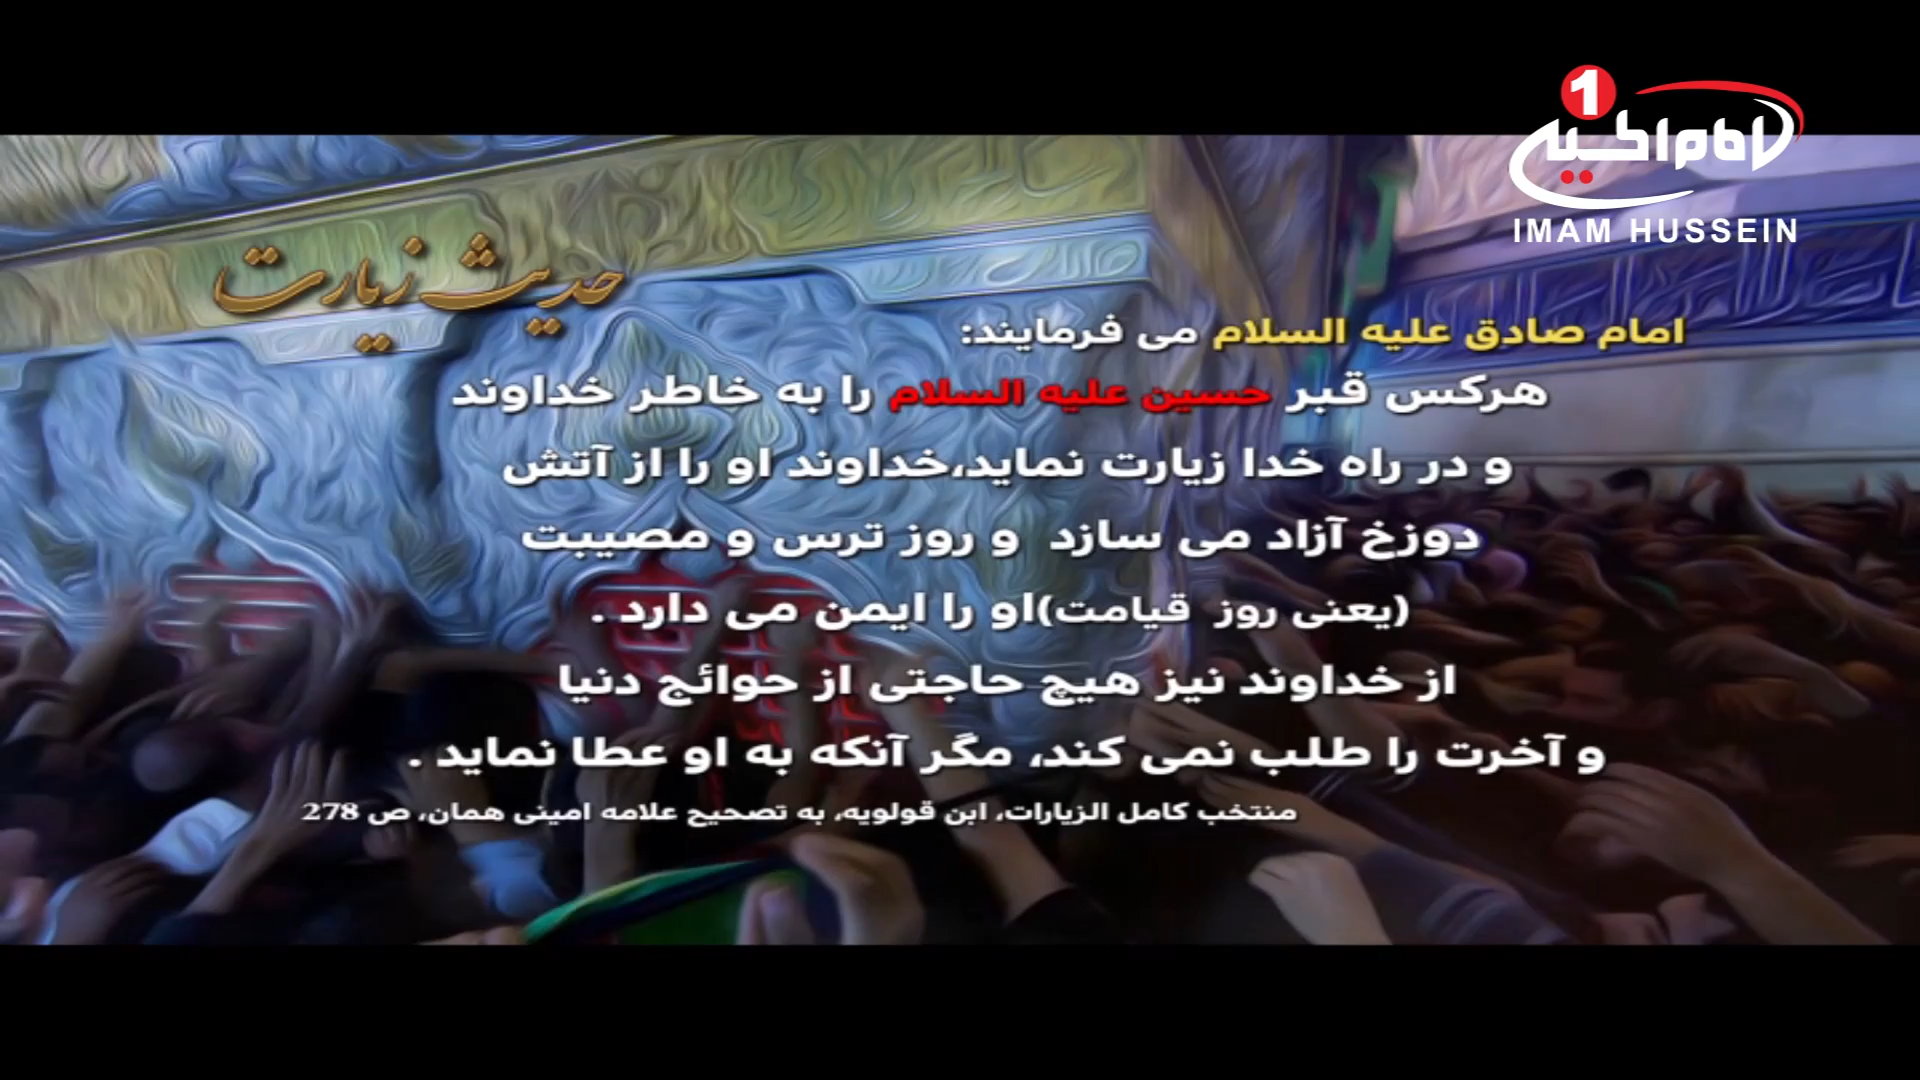 1
امام حسین
IMAM HUSSEIN
حدیث زیارت
امام صادق علیه السلام می فرمایند:
هرکس قبر حسین علیه السلام را به خاطر خداوند
و در راه خدا زیارت نماید،خداوند او را از آتش
دوزخ آزاد می سازد و روز ترس و مصیبت
(یعنی روز قیامت)او را ایمن می دارد .
از خداوند نیز هیچ حاجتی از حوائج دنیا
و آخرت را طلب نمی کند، مگر آنکه به او عطا نماید .
منتخب کامل الزیارات، ابن قولویه، به تصحیح علامه امینی همان، ص 278